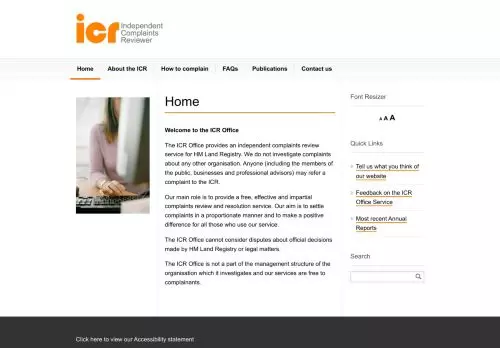 icr Independent
Complaints
Reviewer
Home About the ICR How to complain FAQs Publications Contact us
Home
Welcome to the ICR Office
The ICR Office provides an independent complaints review
service for HM Land Registry. We do not investigate complaints
about any other organisation. Anyone (including the members of
the public, businesses and professional advisors) may refer a
complaint to the ICR.
Our main role is to provide a free, effective and impartial
complaints review and resolution service. Our aim is to settle
complaints in a proportionate manner and to make a positive
difference for all those who use our service.
The ICR Office cannot consider disputes about official decisions
made by HM Land Registry or legal matters.
The ICR Office is not a part of the management structure of the
organisation which it investigates and our services are free to
complainants.
Font Resizer
A A A
Quick Links
Tell us what you think of
our website
Feedback on the ICR
Office Service
Most recent Annual
Reports
Search
Click here to view our Accessibility statement